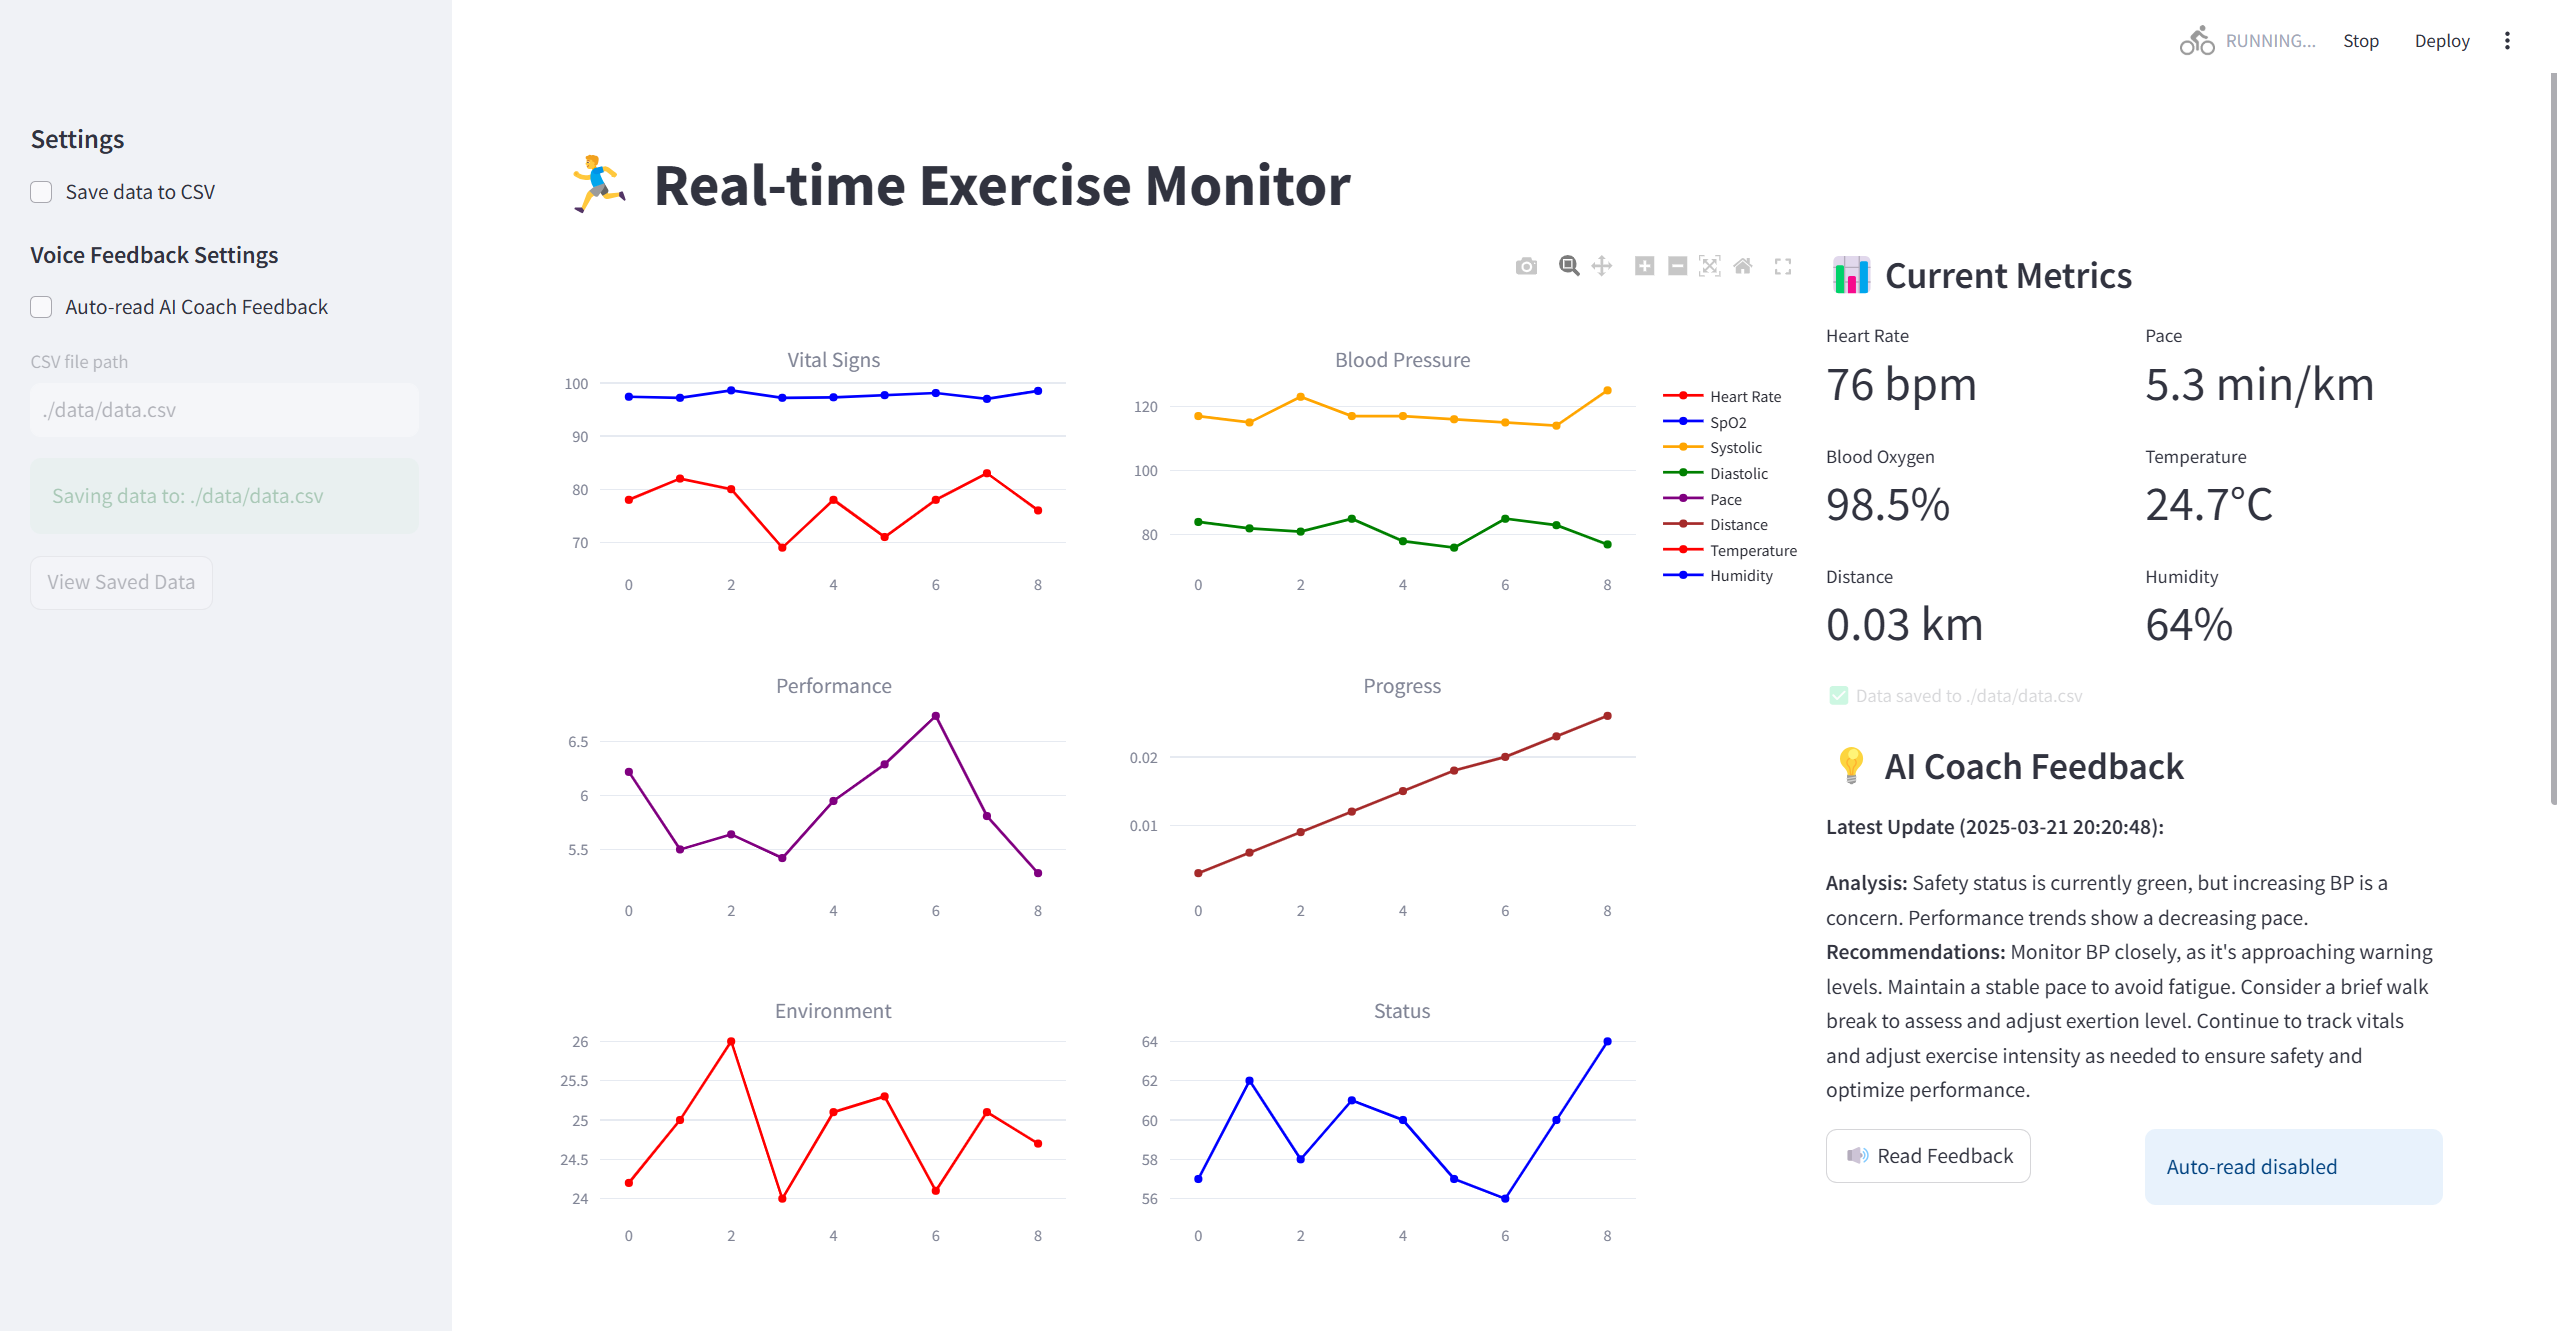 RUNNING...
Stop
Deploy
Settings
Save data to CSV
Voice Feedback Settings
Auto-read AI Coach Feedback
CSV file path
./data/data.csv
Saving data to: ./data/data.csv
View Saved Data
Real-time Exercise Monitor
Vital Signs
100
90
80
70
0 2 4 6 8
Blood Pressure
120
100
80
0 2 4 6 8
Heart Rate
SpO2
Systolic
Diastolic
Pace
Distance
Temperature
Humidity
Performance
6.5
6
5.5
0 2 4 6 8
Progress
0.02
0.01
0 2 4 6 8
Environment
26
25.5
25
24.5
24
0 2 4 6 8
Status
64
62
60
58
56
0 2 4 6 8
Current Metrics
Heart Rate
76 bpm
Pace
5.3 min/km
Blood Oxygen
98.5%
Temperature
24.7°C
Distance
0.03 km
Humidity
64%
Data saved to ./data/data.csv
AI Coach Feedback
Latest Update (2025-03-21 20:20:48):
Analysis: Safety status is currently green, but increasing BP is a
concern. Performance trends show a decreasing pace.
Recommendations: Monitor BP closely, as it's approaching warning
levels. Maintain a stable pace to avoid fatigue. Consider a brief walk
break to assess and adjust exertion level. Continue to track vitals
and adjust exercise intensity as needed to ensure safety and
optimize performance.
Read Feedback
Auto-read disabled